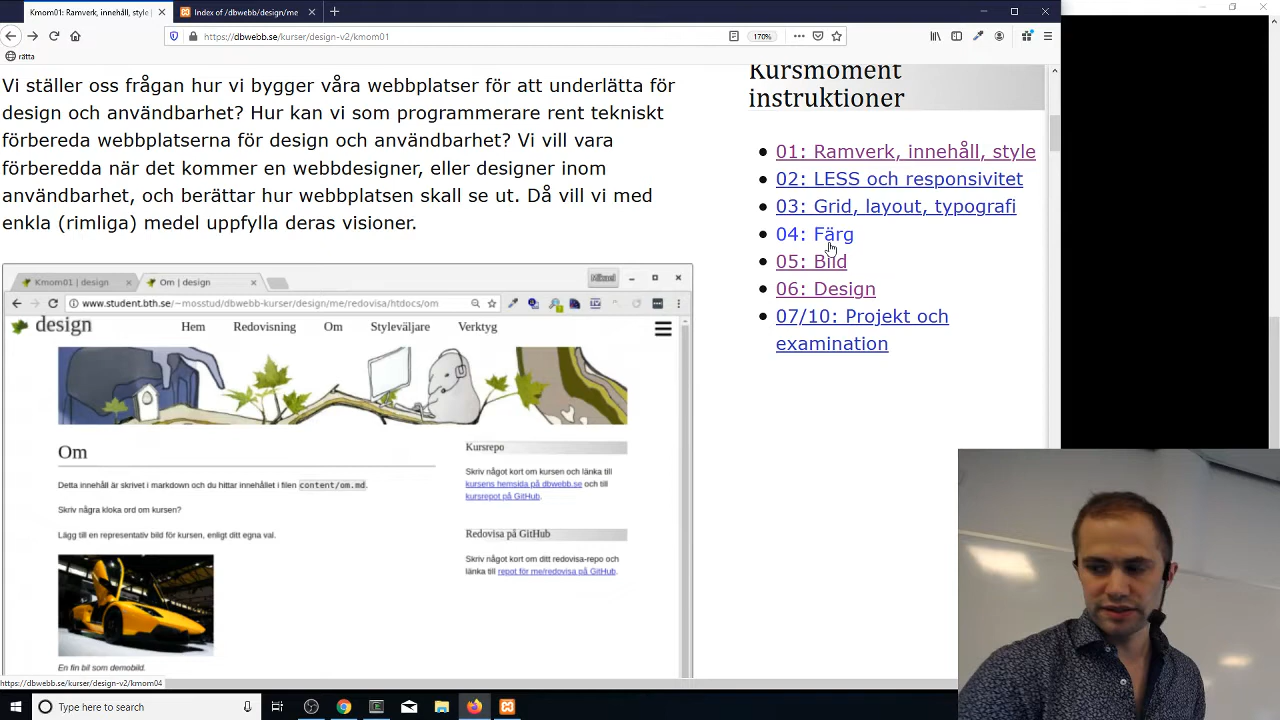 Kmom01: Ramverk, innehåll, style
Index of /dbwebb/design/me
https://dbwebb.se/kurser/design-v2/kmom01
170%
rätta
Vi ställer oss frågan hur vi bygger våra webbplatser för att underlätta för
design och användbarhet? Hur kan vi som programmerare rent tekniskt
förbereda webbplatserna för design och användbarhet? Vi vill vara
förberedda när det kommer en webbdesigner, eller designer inom
användbarhet, och berättar hur webbplatsen skall se ut. Då vill vi med
enkla (rimliga) medel uppfylla deras visioner.
Kursmoment
instruktioner
01: Ramverk, innehåll, style
02: LESS och responsivitet
03: Grid, layout, typografi
04: Färg
05: Bild
06: Design
07/10: Projekt och
examination
Kmom01 | design
Om | design
Mikael
www.student.bth.se/~mosstud/dbwebb-kurser/design/me/redovisa/htdocs/om
design
Hem Redovisning Om Styleväljare Verktyg
Om
Detta innehåll är skrivet i markdown och du hittar innehållet i filen content/om.md.
Skriv några kloka ord om kursen?
Lägg till en representativ bild för kursen, enligt ditt egna val.
En fin bil som demobild.
Kursrepo
Skriv något kort om kursen och länka till
kursens hemsida på dbwebb.se och till
kursrepot på GitHub.
Redovisa på GitHub
Skriv något kort om ditt redovisa-repo och
länka till repot för me/redovisa på GitHub.
https://dbwebb.se/kurser/design-v2/kmom04
Type here to search